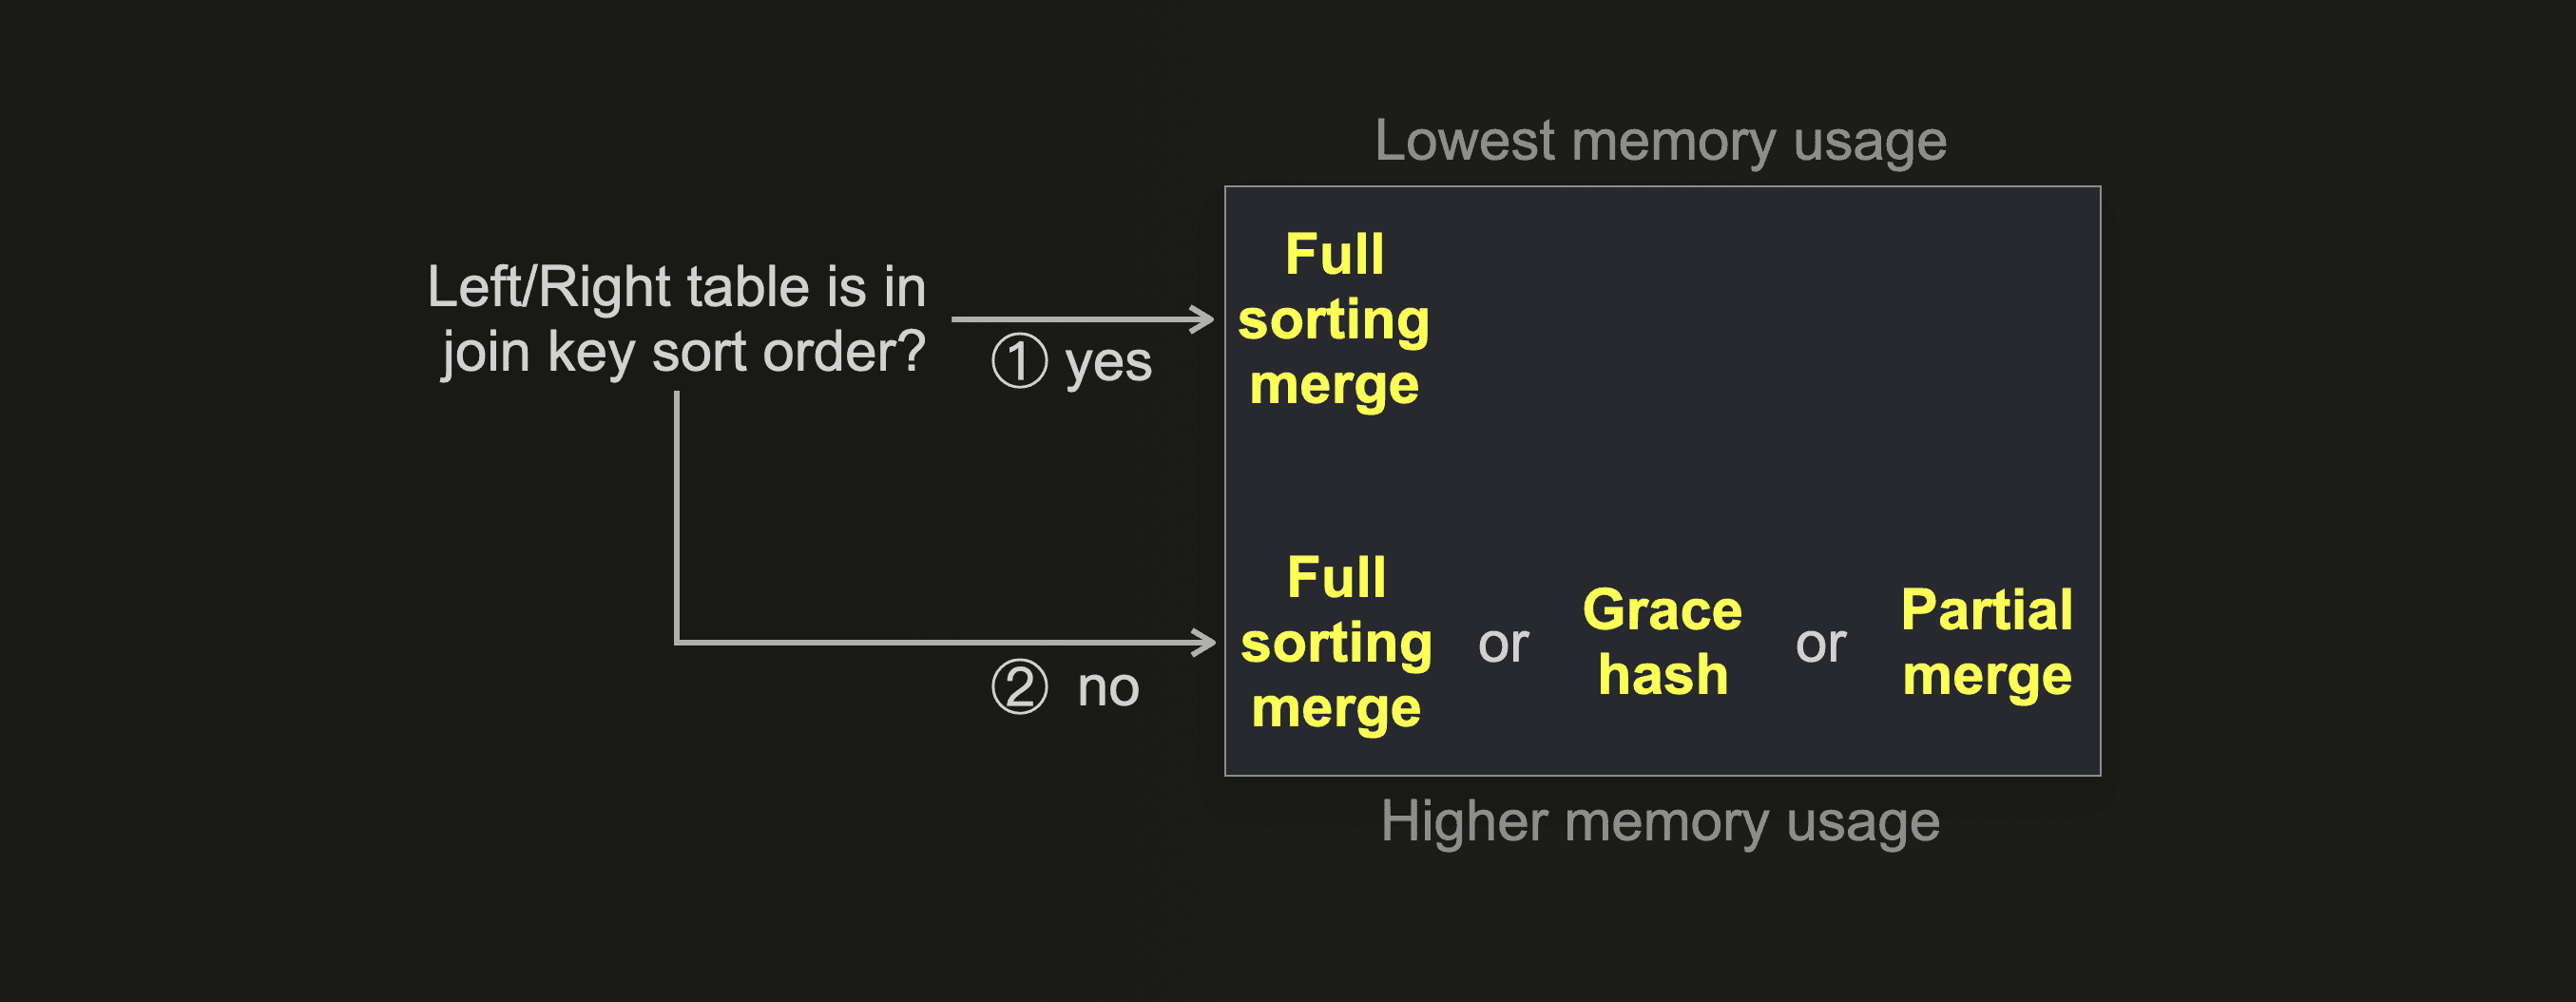 Lowest memory usage
Left/Right table is in
join key sort order?
① yes
Full
sorting
merge
② no
Full
sorting
merge
or
Grace
hash
or
Partial
merge
Higher memory usage